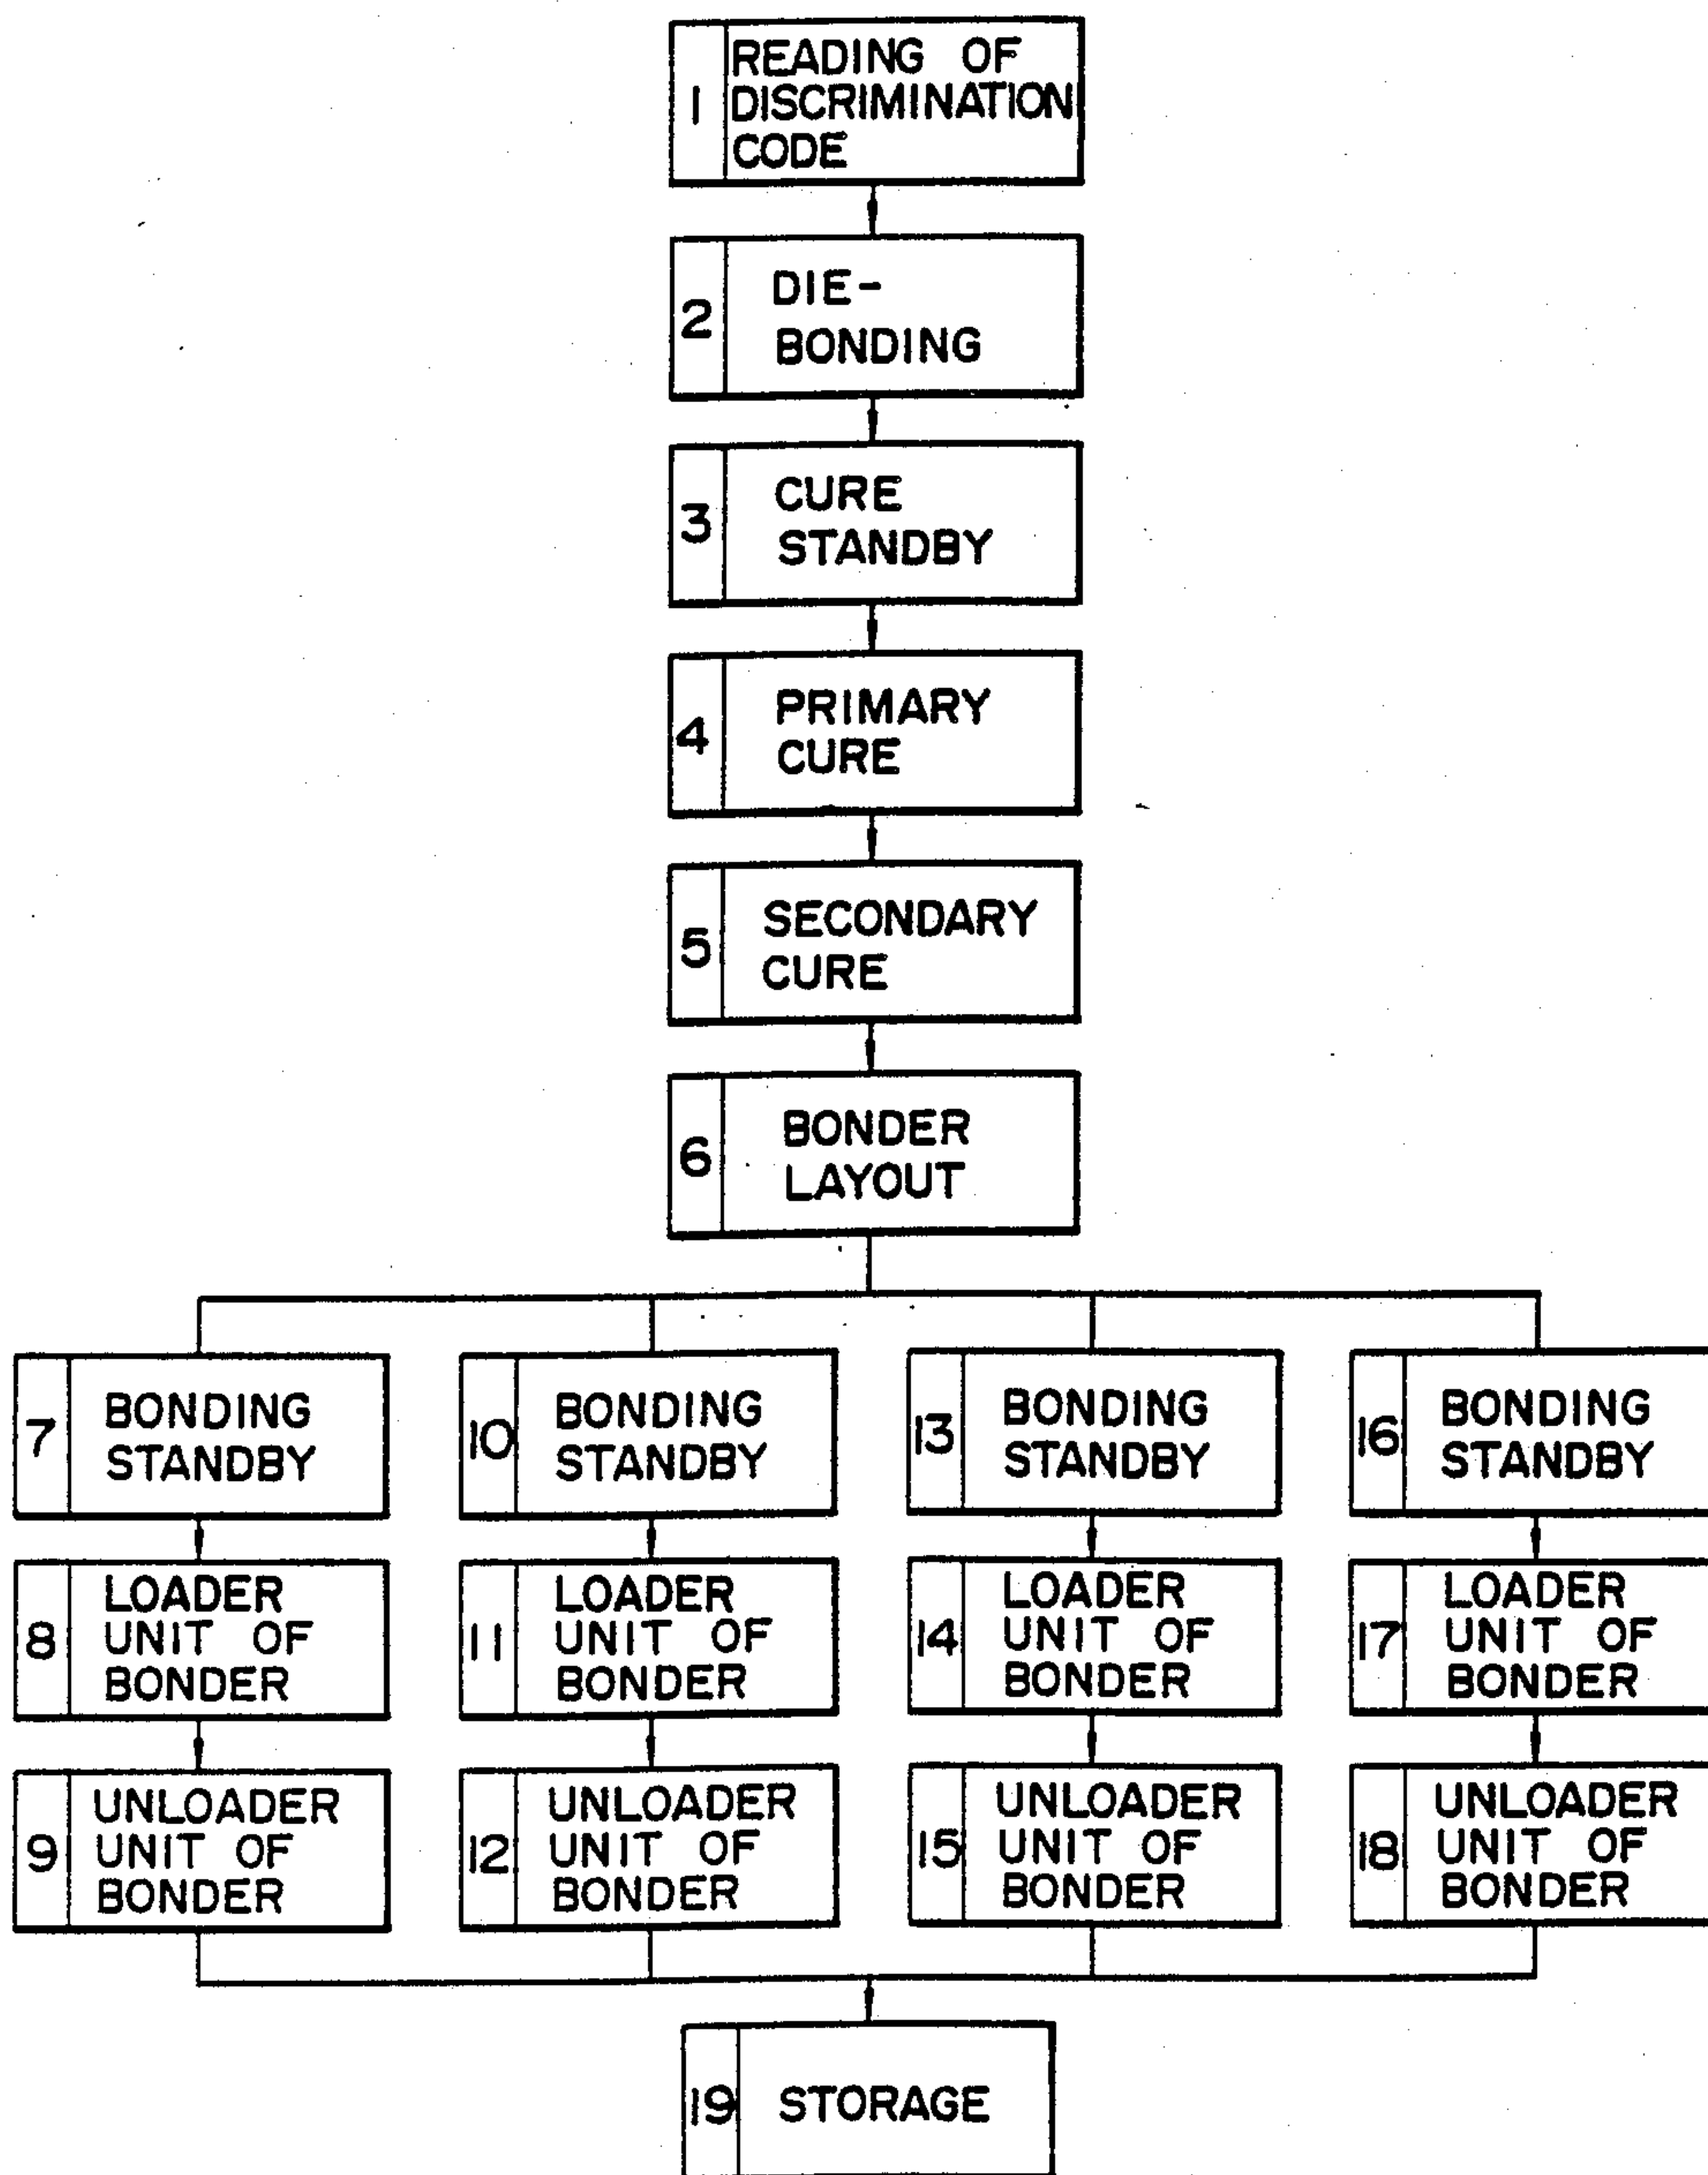 1
READING OF
DISCRIMINATION
CODE
2
DIE-
BONDING
3
CURE
STANDBY
4
PRIMARY
CURE
5
SECONDARY
CURE
6
BONDER
LAYOUT
7
BONDING
STANDBY
10
BONDING
STANDBY
13
BONDING
STANDBY
16
BONDING
STANDBY
8
LOADER
UNIT OF
BONDER
11
LOADER
UNIT OF
BONDER
14
LOADER
UNIT OF
BONDER
17
LOADER
UNIT OF
BONDER
9
UNLOADER
UNIT OF
BONDER
12
UNLOADER
UNIT OF
BONDER
15
UNLOADER
UNIT OF
BONDER
18
UNLOADER
UNIT OF
BONDER
19
STORAGE